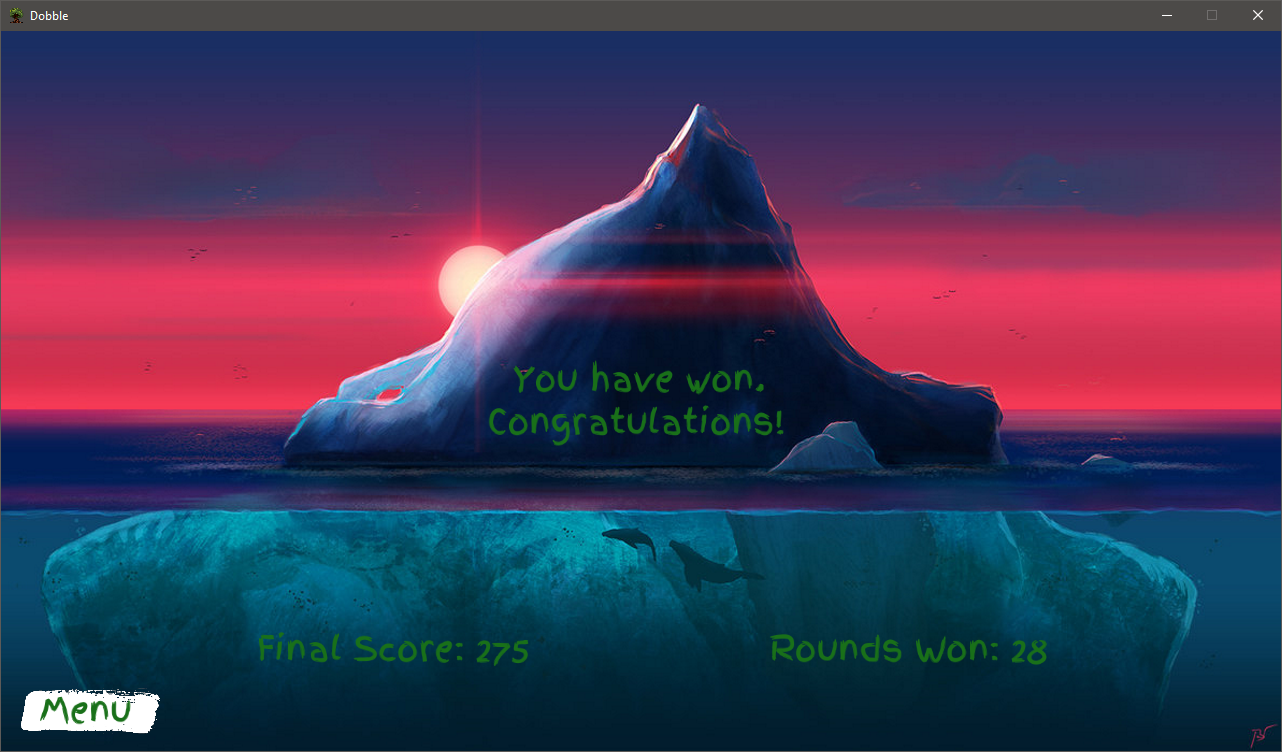 Dobble
You have won.
Congratulations!
Final Score: 275
Rounds Won: 28
Menu